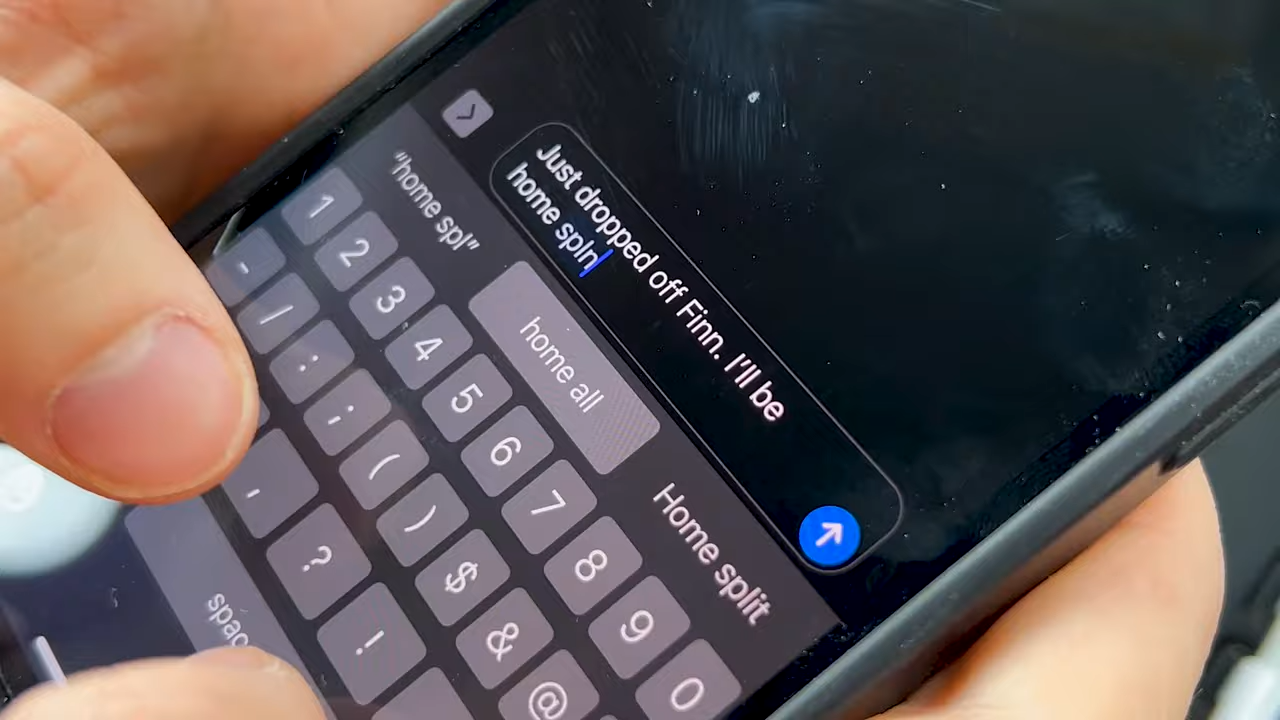 Just dropped off Finn. I'll be
home spln
"home spl"
home all
Home split
1 2 3 4 5 6 7 8 9 0
- / : ; ( ) $ & @
. ? !
spac